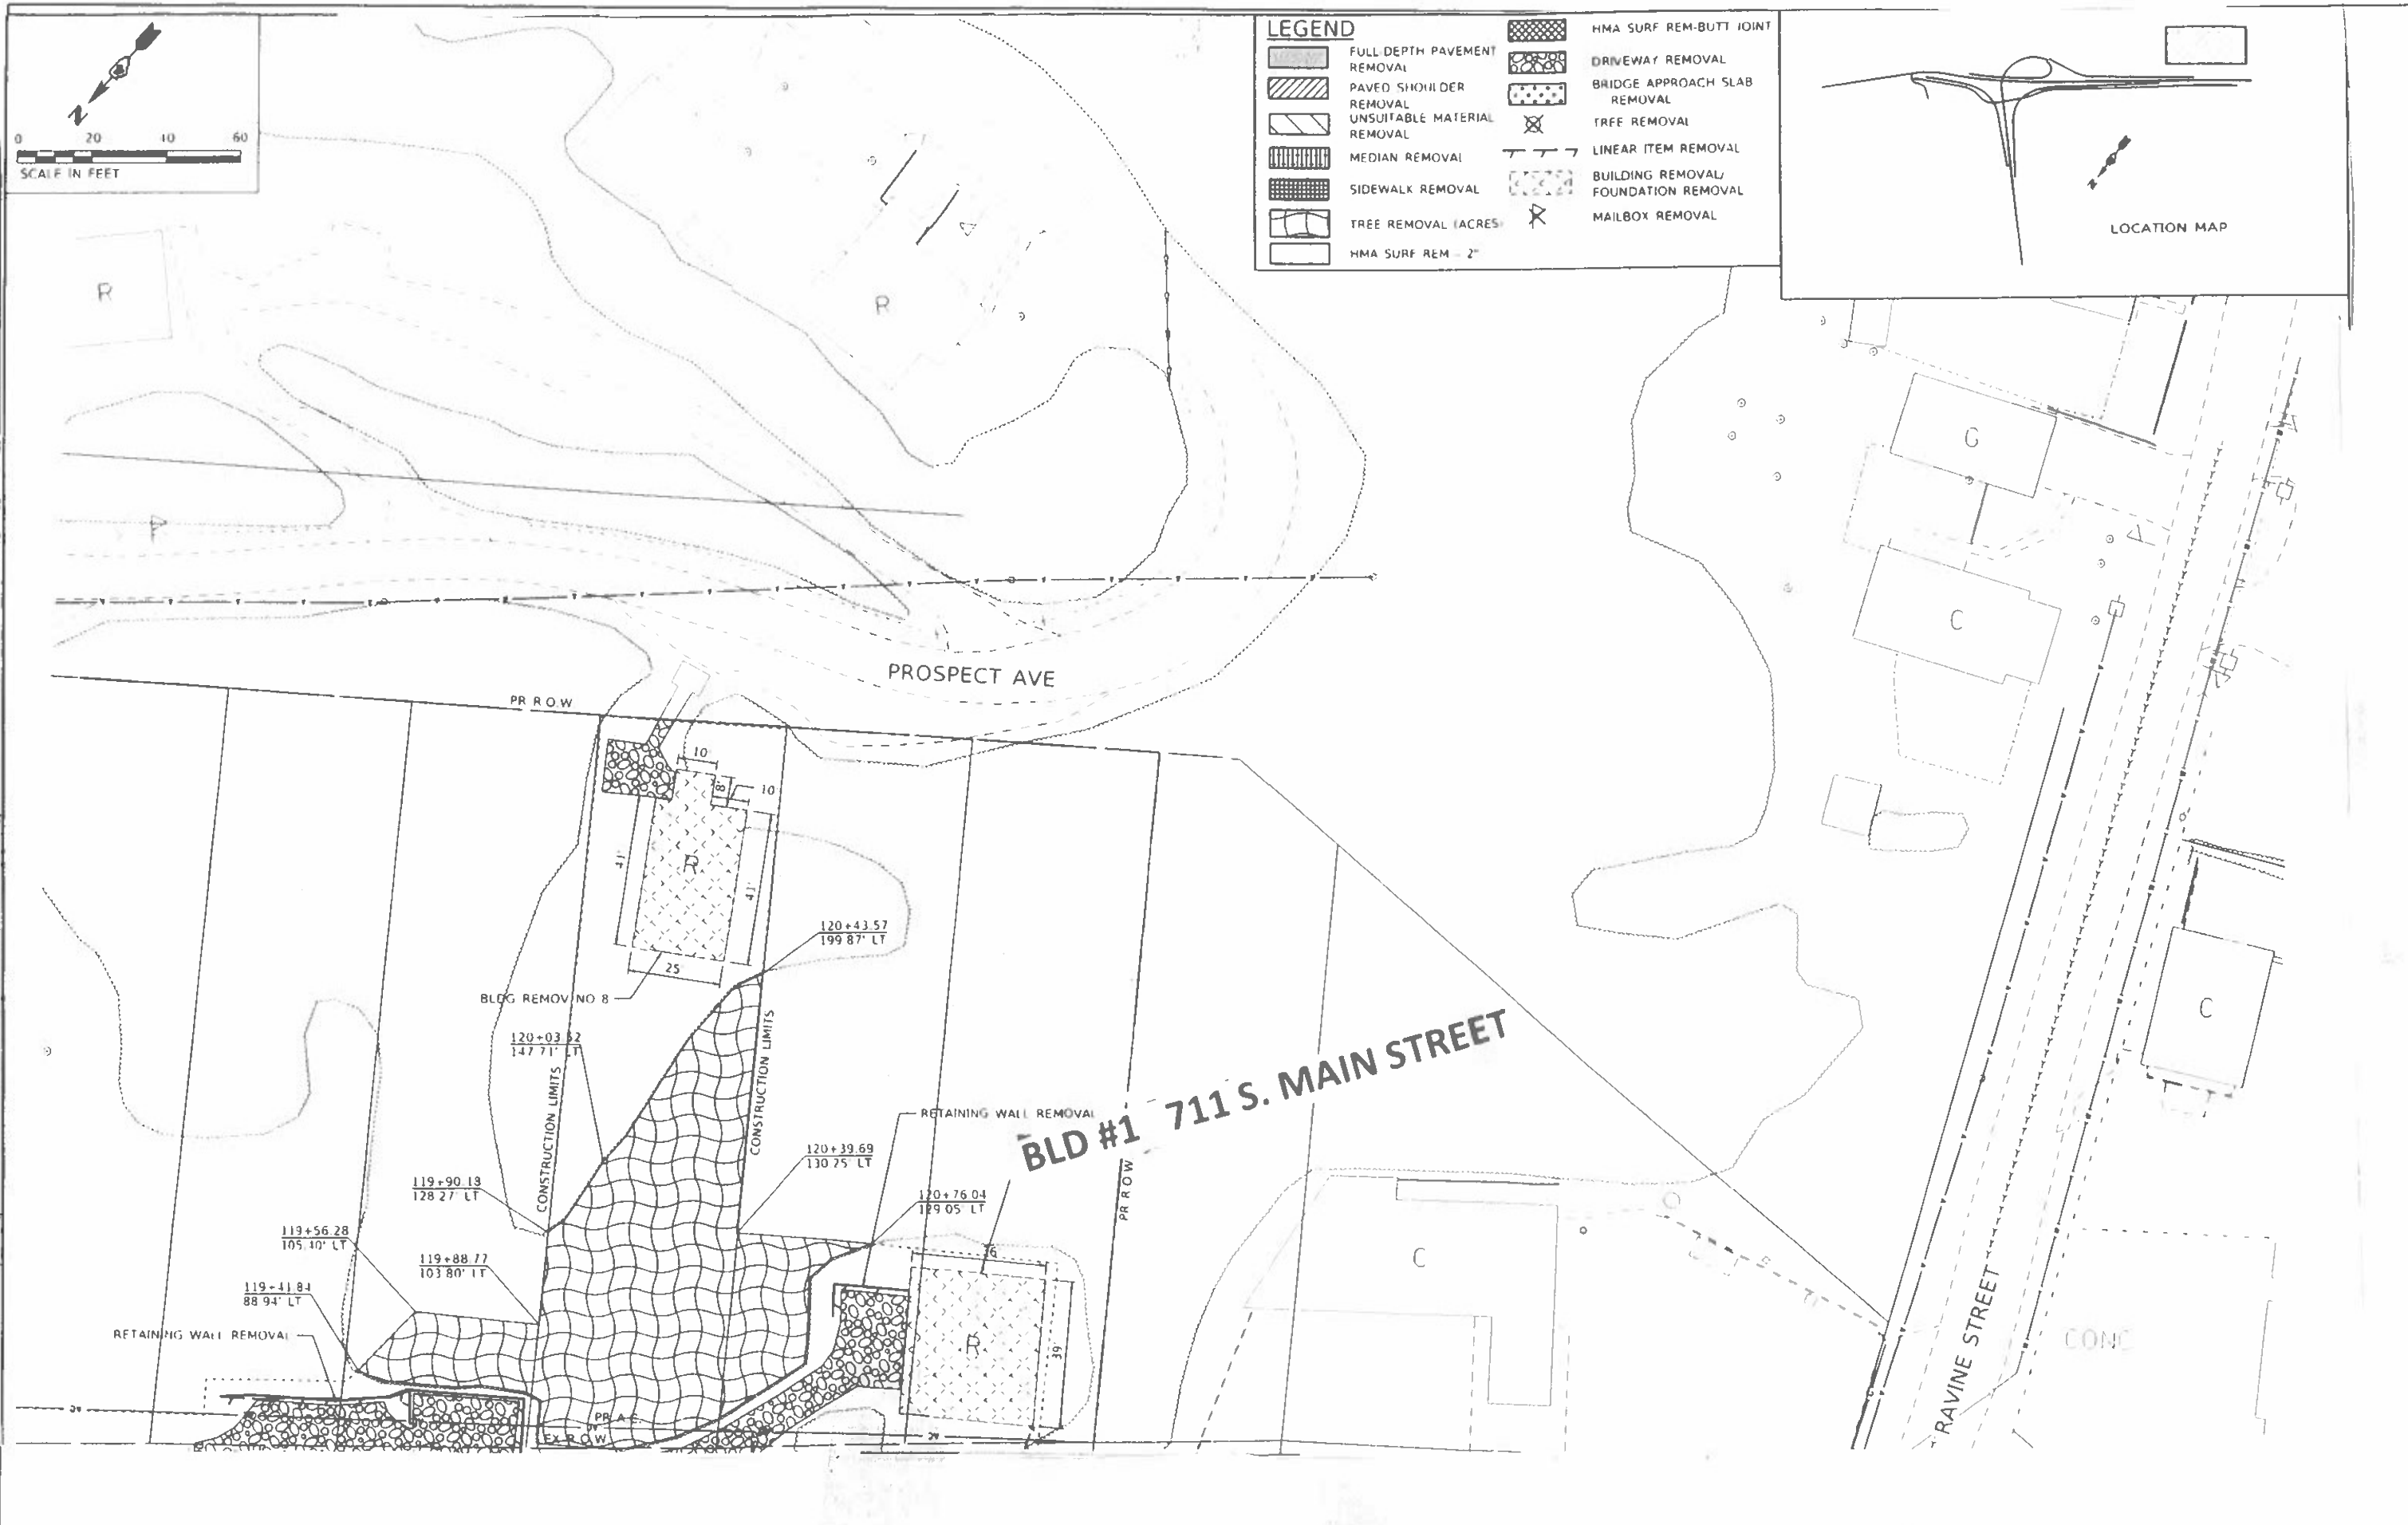 N
0 20 40 60
SCALE IN FEET
LEGEND
FULL DEPTH PAVEMENT
REMOVAL
PAVED SHOULDER
REMOVAL
UNSUITABLE MATERIAL
REMOVAL
MEDIAN REMOVAL
SIDEWALK REMOVAL
TREE REMOVAL (ACRES)
HMA SURF REM - 2"
HMA SURF REM-BUTT JOINT
DRIVEWAY REMOVAL
BRIDGE APPROACH SLAB
REMOVAL
TREE REMOVAL
LINEAR ITEM REMOVAL
BUILDING REMOVAL/
FOUNDATION REMOVAL
MAILBOX REMOVAL
N
LOCATION MAP
R
R
P
C
PROSPECT AVE
PR R.O.W
10
8'
10
41'
R
25
BLDG REMOV NO 8
120+43.57
199.87' LT
147.71' LT
CONSTRUCTION LIMITS
CONSTRUCTION LIMITS
RETAINING WALL REMOVAL
BLD #1 711 S. MAIN STREET
PR R.O.W
120+39.69
130.25' LT
119+90.18
128.27' LT
120+76.04
129.05' LT
119+56.28
105.40' LT
119+88.77
103.80' LT
119+41.84
88.94' LT
RETAINING WALL REMOVAL
R
39'
C
C
PR A.C.
EX R.O.W
RAVINE STREET
CONC